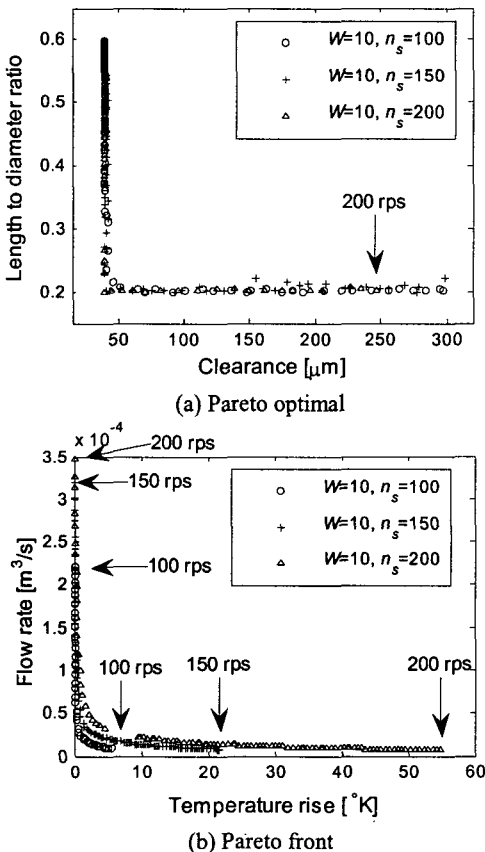 0.6
0.5
0.4
0.3
0.2
Length to diameter ratio
W=10, n_s=100
W=10, n_s=150
W=10, n_s=200
200 rps
50 100 150 200 250 300
Clearance [μm]
(a) Pareto optimal
x 10^-4
3.5
3
2.5
2
1.5
1
0.5
0
Flow rate [m³/s]
200 rps
150 rps
100 rps
W=10, n_s=100
W=10, n_s=150
W=10, n_s=200
100 rps
150 rps
200 rps
0 10 20 30 40 50 60
Temperature rise [°K]
(b) Pareto front